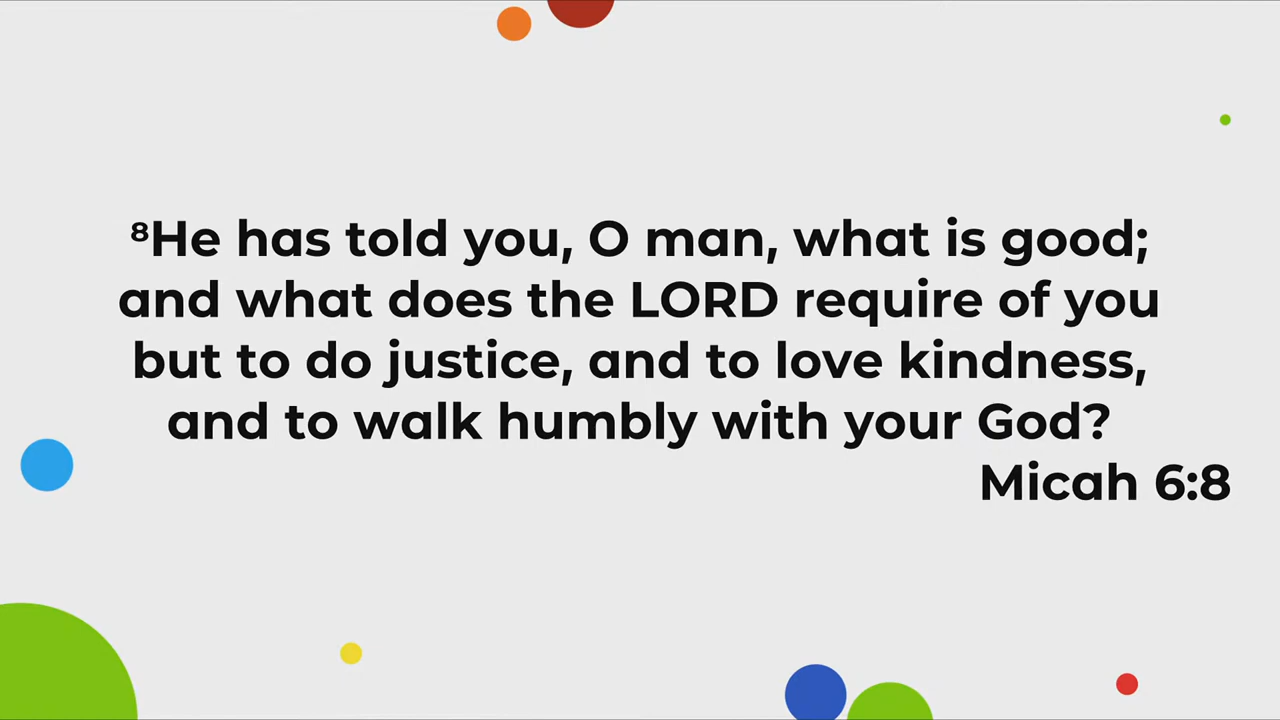 ⁸He has told you, O man, what is good;
and what does the LORD require of you
but to do justice, and to love kindness,
and to walk humbly with your God?
Micah 6:8